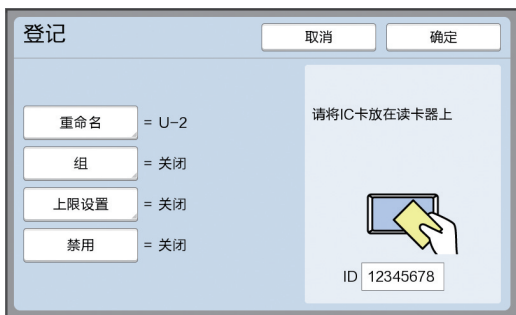 登记
取消
确定
重命名 = U-2
组 = 关闭
上限设置 = 关闭
禁用 = 关闭
请将IC卡放在读卡器上
ID 12345678